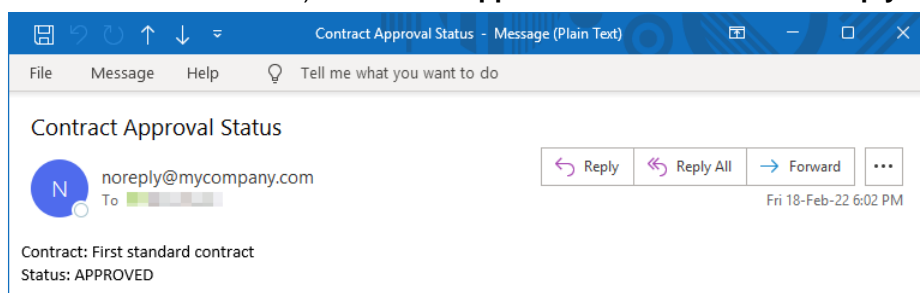 Contract Approval Status - Message (Plain Text)
File Message Help Tell me what you want to do
Contract Approval Status
N
noreply@mycompany.com
To
Reply Reply All Forward ...
Fri 18-Feb-22 6:02 PM
Contract: First standard contract
Status: APPROVED